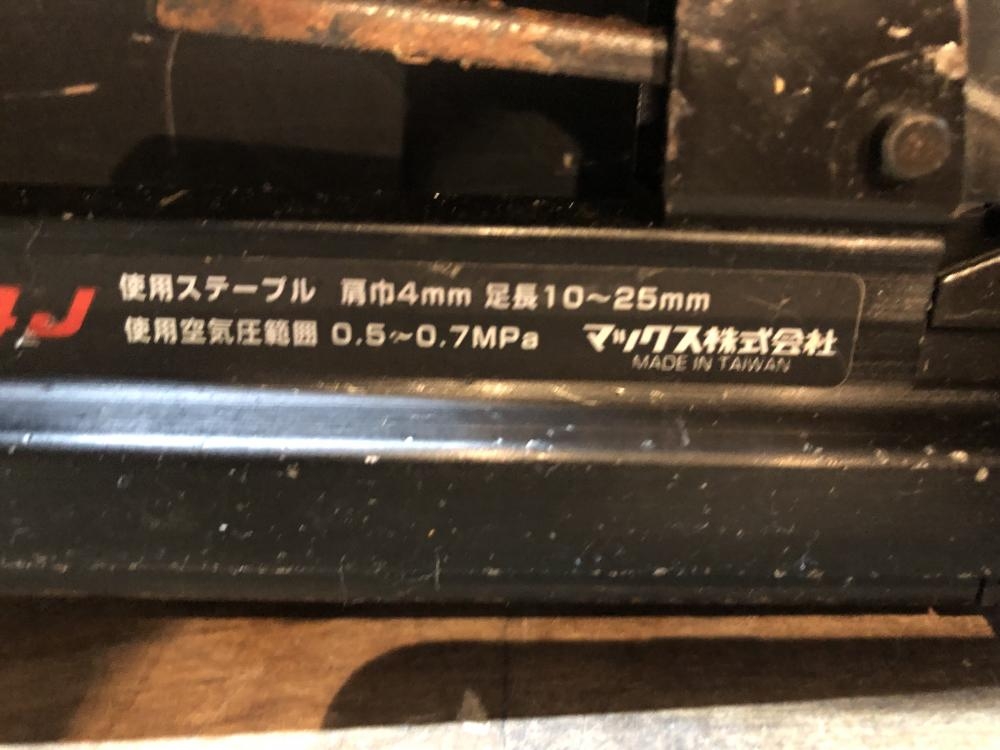 4J
使用ステープル 肩巾4mm 足長10～25mm
使用空気圧範囲 0.5～0.7MPa
マックス株式会社
MADE IN TAIWAN